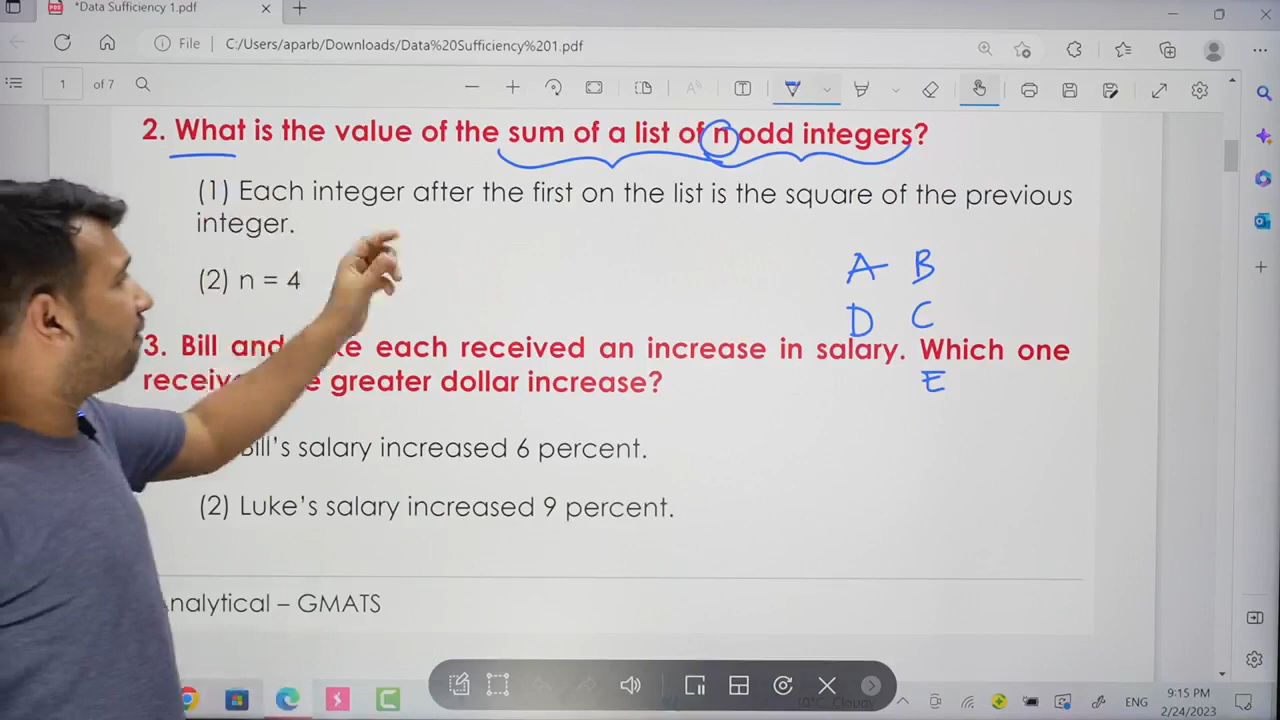 *Data Sufficiency 1.pdf
File C:/Users/aparb/Downloads/Data%20Sufficiency%201.pdf
1 of 7
2. What is the value of the sum of a list of n odd integers?
(1) Each integer after the first on the list is the square of the previous
integer.
(2) n = 4
A B
D C
E
3. Bill and each received an increase in salary. Which one
greater dollar increase?
Bill's salary increased 6 percent.
(2) Luke's salary increased 9 percent.
Analytical – GMATS
Cloudy
ENG
9:15 PM
2/24/2023